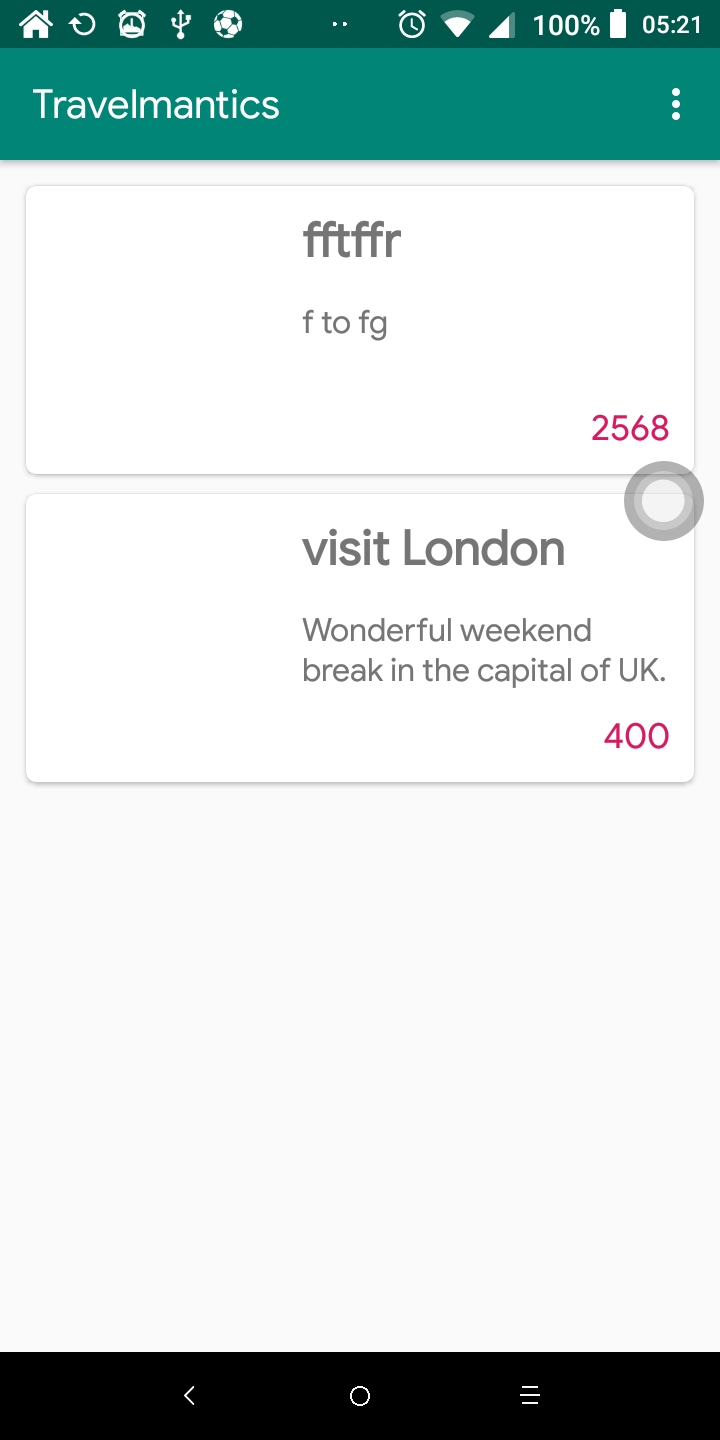 100% 05:21
Travelmantics
fftffr
f to fg
2568
visit London
Wonderful weekend
break in the capital of UK.
400